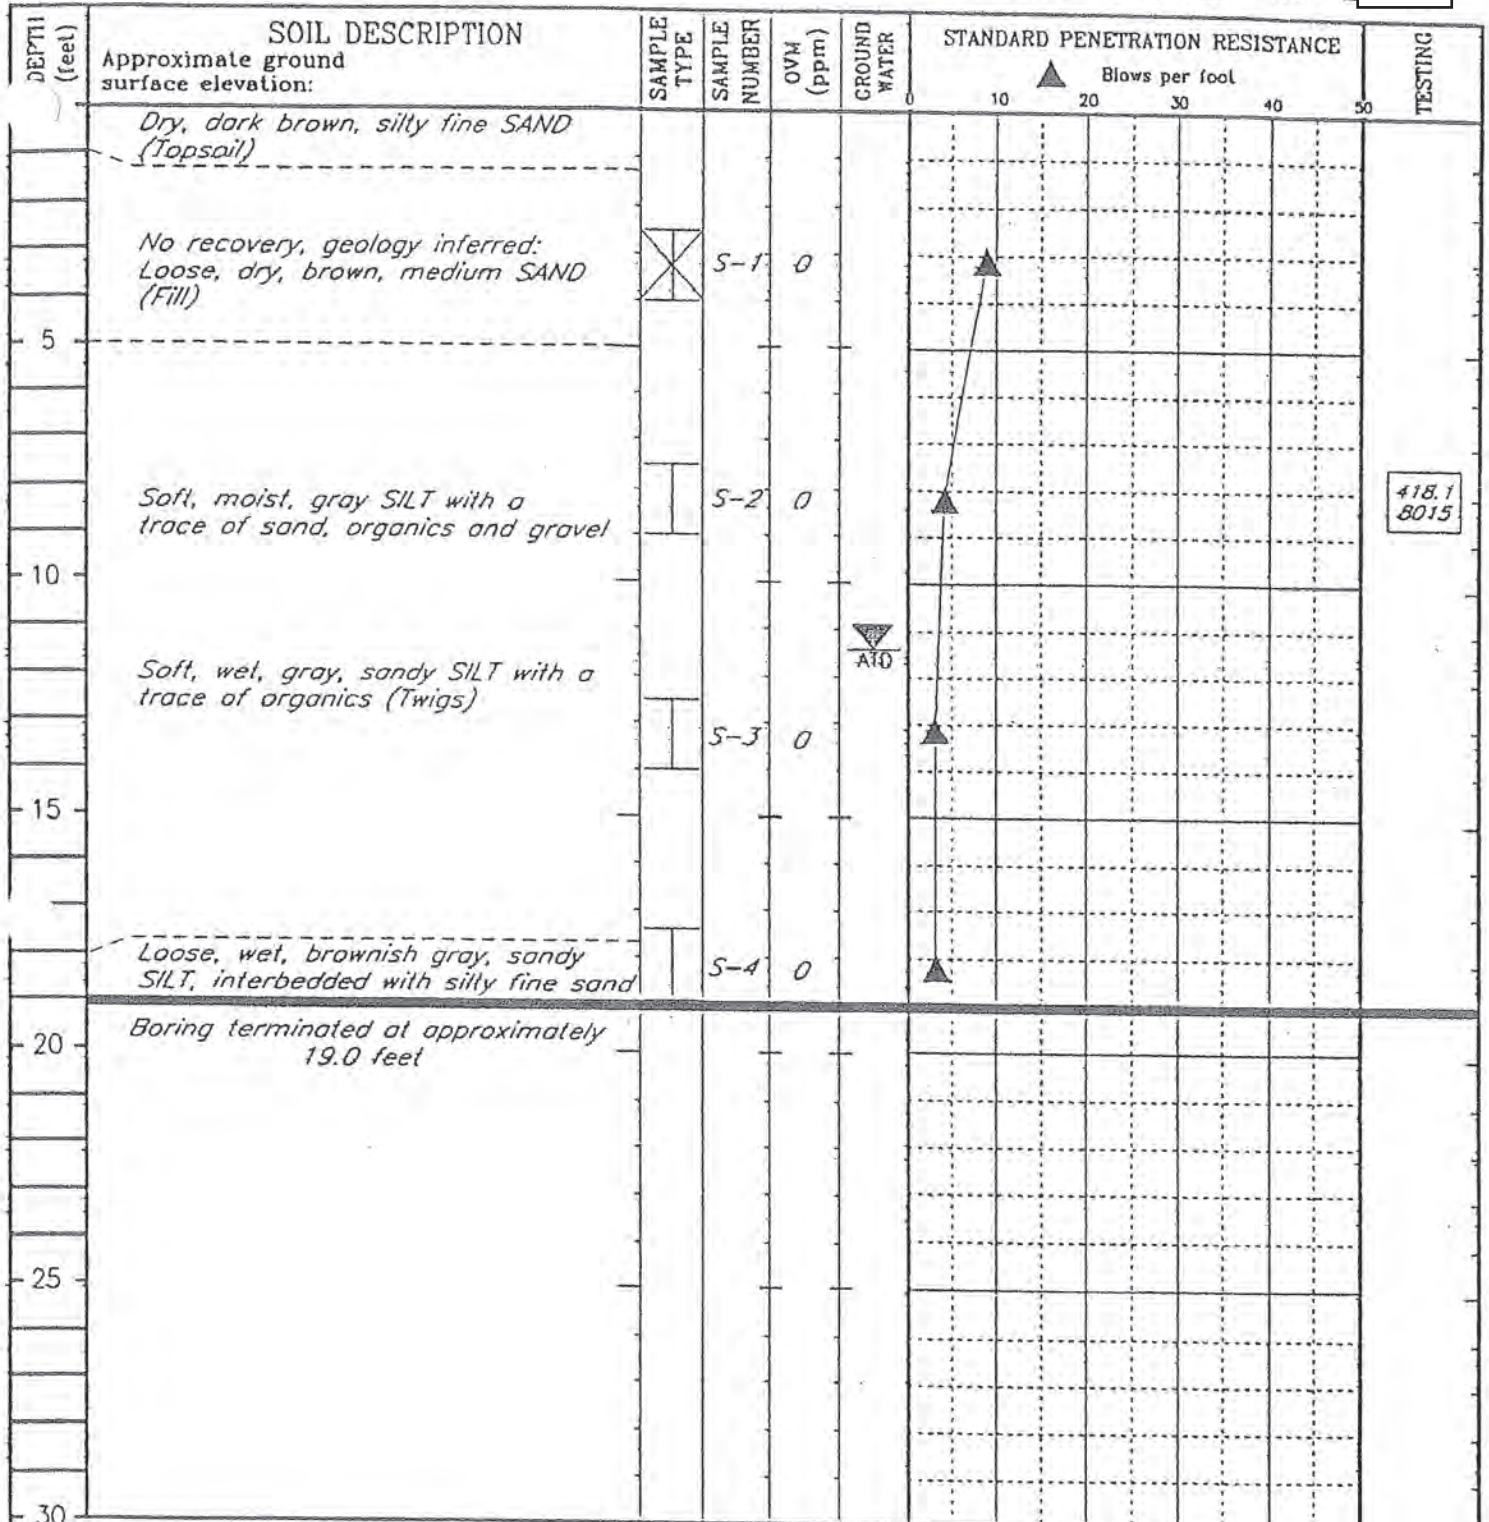 DEPTH
(feet)
SOIL DESCRIPTION
Approximate ground
surface elevation:
SAMPLE
TYPE
SAMPLE
NUMBER
OVM
(ppm)
GROUND
WATER
STANDARD PENETRATION RESISTANCE
▲ Blows per foot
0 10 20 30 40 50
TESTING
Dry, dark brown, silty fine SAND
(Topsoil)
No recovery, geology inferred:
Loose, dry, brown, medium SAND
(Fill)
S-1 0
5
Soft, moist, gray SILT with a
trace of sand, organics and gravel
S-2 0
418.1
8015
10
ATD
Soft, wet, gray, sandy SILT with a
trace of organics (Twigs)
S-3 0
15
Loose, wet, brownish gray, sandy
SILT, interbedded with silty fine sand
S-4 0
Boring terminated at approximately
19.0 feet
20
25
30